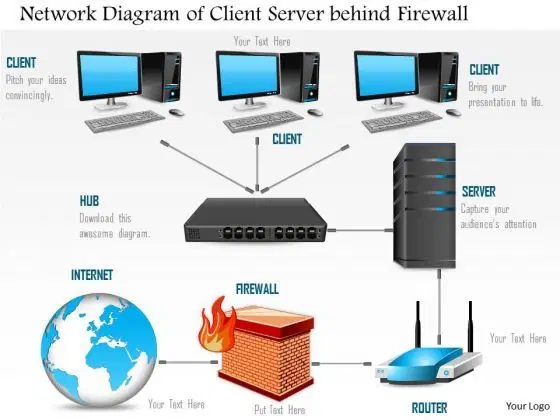 Network Diagram of Client Server behind Firewall
Your Text Here
CLIENT
Pitch your ideas
convincingly.
CLIENT
CLIENT
Bring your
presentation to life.
HUB
Download this
awesome diagram.
SERVER
Capture your
audience's attention
INTERNET
FIREWALL
Your Text Here
Your Text Here
Put Text Here
ROUTER
Your Logo